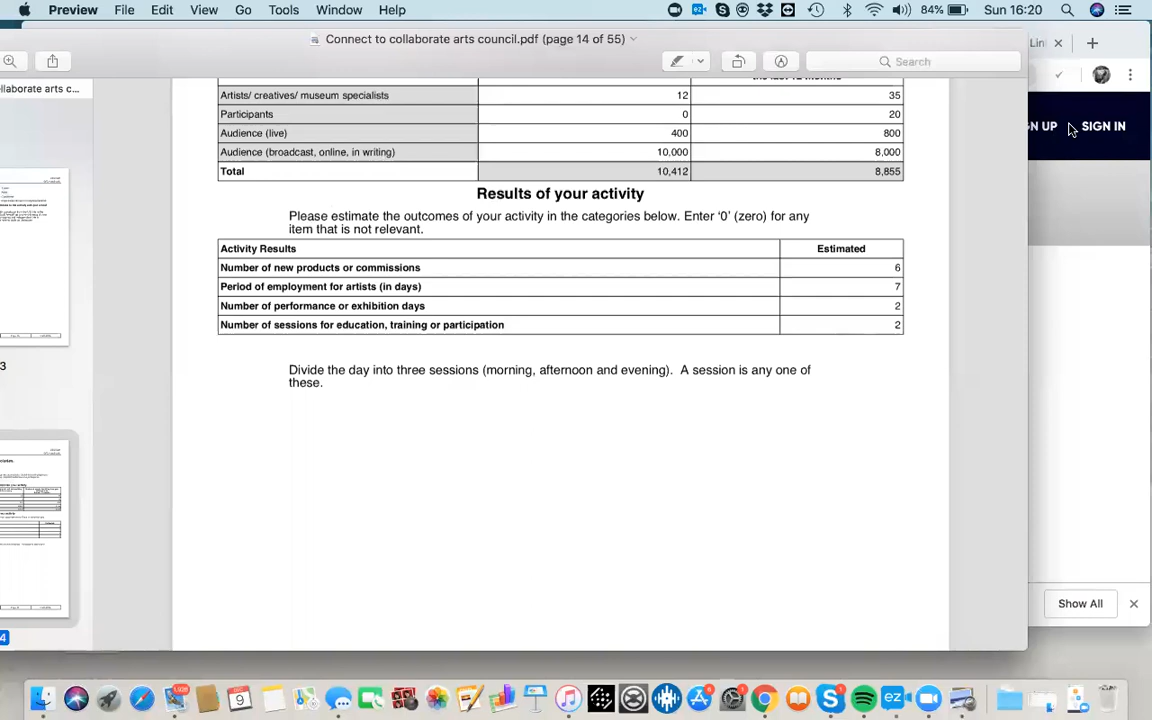 Preview File Edit View Go Tools Window Help 84% Sun 16:20
Connect to collaborate arts council.pdf (page 14 of 55)
Search
ollaborate arts c...
Lin
N UP SIGN IN
Artists/ creatives/ museum specialists 12 35
Participants 0 20
Audience (live) 400 800
Audience (broadcast, online, in writing) 10,000 8,000
Total 10,412 8,855
Results of your activity
Please estimate the outcomes of your activity in the categories below. Enter ‘0’ (zero) for any
item that is not relevant.
Activity Results Estimated
Number of new products or commissions 6
Period of employment for artists (in days) 7
Number of performance or exhibition days 2
Number of sessions for education, training or participation 2
Divide the day into three sessions (morning, afternoon and evening). A session is any one of
these.
3
4
Show All